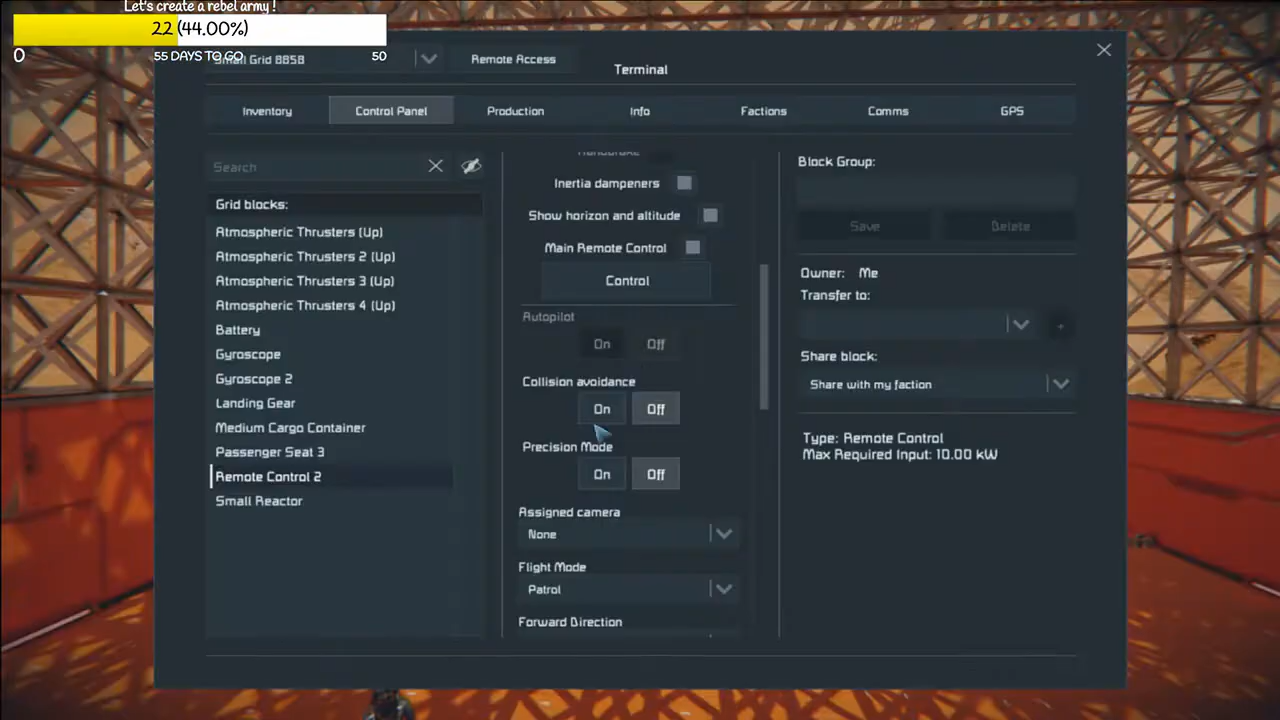 Let's create a rebel army !
22 (44.00%)
0
55 DAYS TO GO
50
Small Grid 8858
Remote Access
Terminal
Inventory
Control Panel
Production
Info
Factions
Comms
GPS
Search
Grid blocks:
Atmospheric Thrusters (Up)
Atmospheric Thrusters 2 (Up)
Atmospheric Thrusters 3 (Up)
Atmospheric Thrusters 4 (Up)
Battery
Gyroscope
Gyroscope 2
Landing Gear
Medium Cargo Container
Passenger Seat 3
Remote Control 2
Small Reactor
Handbrake
Inertia dampeners
Show horizon and altitude
Main Remote Control
Control
Autopilot
On Off
Collision avoidance
On Off
Precision Mode
On Off
Assigned camera
None
Flight Mode
Patrol
Forward Direction
Block Group:
Save Delete
Owner: Me
Transfer to:
Share block:
Share with my faction
Type: Remote Control
Max Required Input: 10.00 kW